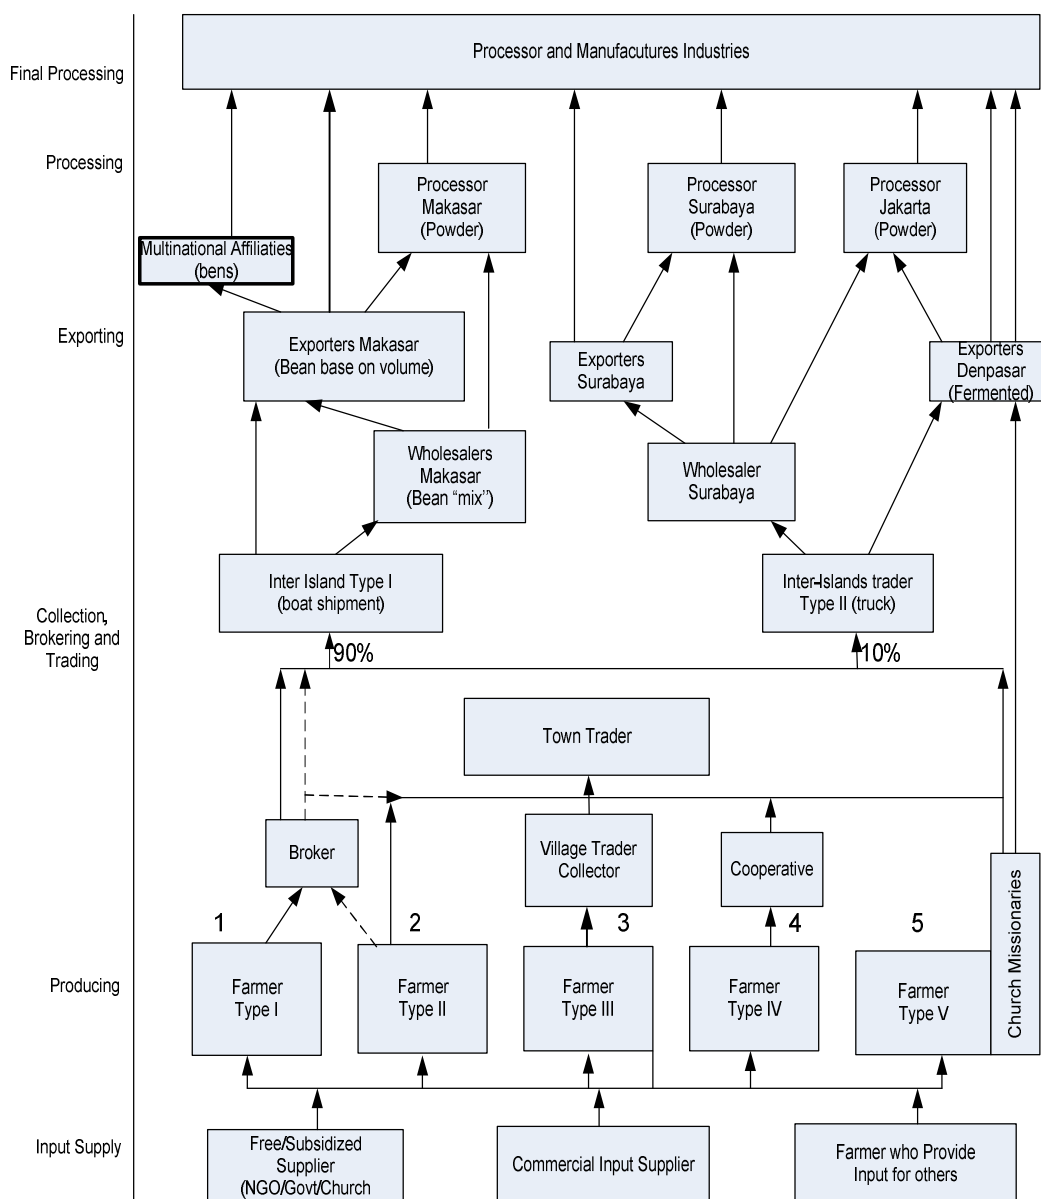 Processor and Manufacutures Industries
Final Processing
Processing
Processor
Makasar
(Powder)
Processor
Surabaya
(Powder)
Processor
Jakarta
(Powder)
Multinational Affiliaties
(bens)
Exporting
Exporters Makasar
(Bean base on volume)
Exporters
Surabaya
Exporters
Denpasar
(Fermented)
Wholesalers
Makasar
(Bean “mix”)
Wholesaler
Surabaya
Inter Island Type I
(boat shipment)
Inter-Islands trader
Type II (truck)
Collection,
Brokering and
Trading
90%
10%
Town Trader
Broker
Village Trader
Collector
Cooperative
1
2
3
4
5
Church Missionaries
Producing
Farmer
Type I
Farmer
Type II
Farmer
Type III
Farmer
Type IV
Farmer
Type V
Input Supply
Free/Subsidized
Supplier
(NGO/Govt/Church
Commercial Input Supplier
Farmer who Provide
Input for others